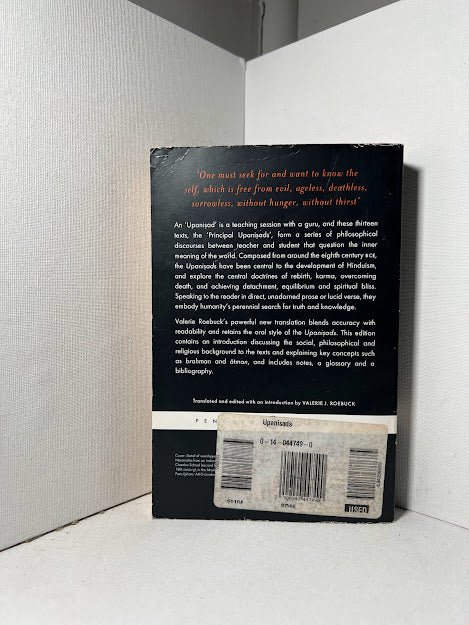 'One must seek for and want to know the
self, which is free from evil, ageless, deathless,
sorrowless, without hunger, without thirst'
An 'Upaniṣad' is a teaching session with a guru, and these thirteen
texts, the 'Principal Upaniṣads', form a series of philosophical
discourses between teacher and student that question the inner
meaning of the world. Composed from around the eighth century BCE,
the Upaniṣads have been central to the development of Hinduism,
and explore the central doctrines of rebirth, karma, overcoming
death, and achieving detachment, equilibrium and spiritual bliss.
Speaking to the reader in direct, unadorned prose or lucid verse, they
embody humanity's perennial search for truth and knowledge.
Valerie Roebuck's powerful new translation blends accuracy with
readability and retains the oral style of the Upaniṣads. This edition
contains an introduction discussing the social, philosophical and
religious background to the texts and explaining key concepts such
as brahman and ātman, and includes notes, a glossary and a
bibliography.
Translated and edited with an introduction by VALERIE J. ROEBUCK
PEN
Upanisads
0-14-044749-0
Cover: Detail of
USED